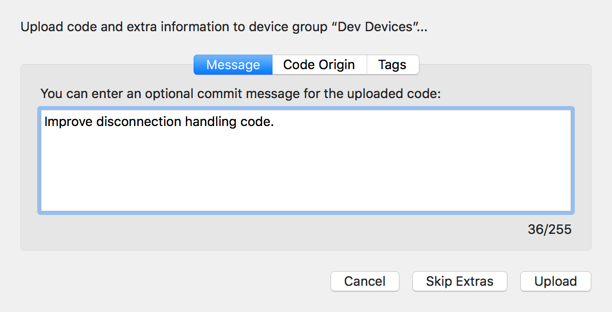 Upload code and extra information to device group “Dev Devices”...
Message Code Origin Tags
You can enter an optional commit message for the uploaded code:
Improve disconnection handling code.
36/255
Cancel Skip Extras Upload